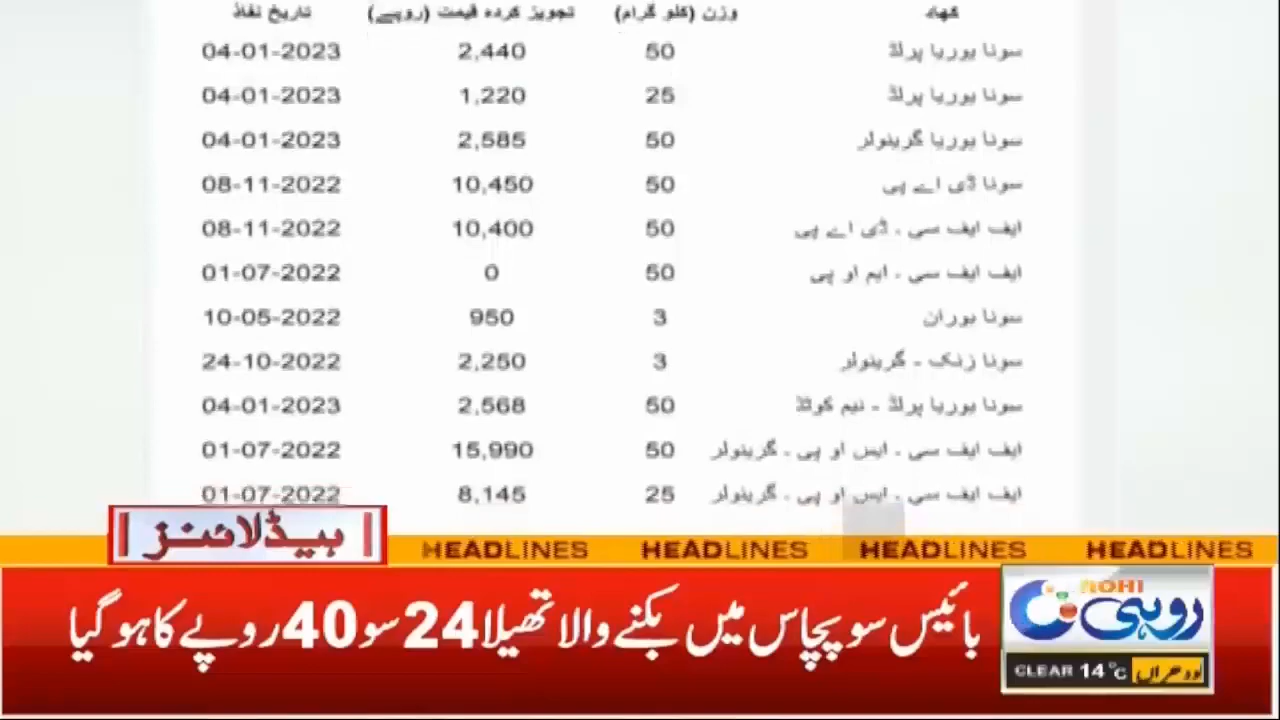 کھاد وزن (کلو گرام) تجویز کردہ قیمت (روپے) تاریخ نفاذ
سونا یوریا پرلڈ 50 2,440 04-01-2023
سونا یوریا پرلڈ 25 1,220 04-01-2023
سونا یوریا گرینولر 50 2,585 04-01-2023
سونا ڈی اے پی 50 10,450 08-11-2022
ایف ایف سی ۔ ڈی اے پی 50 10,400 08-11-2022
ایف ایف سی ۔ ایم او پی 50 0 01-07-2022
سونا بوران 3 950 10-05-2022
سونا زنک - گرینولر 3 2,250 24-10-2022
سونا یوریا پرلڈ - نیم کوٹڈ 50 2,568 04-01-2023
ایف ایف سی ۔ ایس او پی ۔ گرینولر 50 15,990 01-07-2022
ایف ایف سی ۔ ایس او پی ۔ گرینولر 25 8,145 01-07-2022
ہیڈلائنز
HEADLINES HEADLINES HEADLINES HEADLINES
بائیس سو پچاس میں بکنے والا تھیلا 24 سو 40 روپے کا ہو گیا
ROHI
روہی
CLEAR 14°C لودھراں